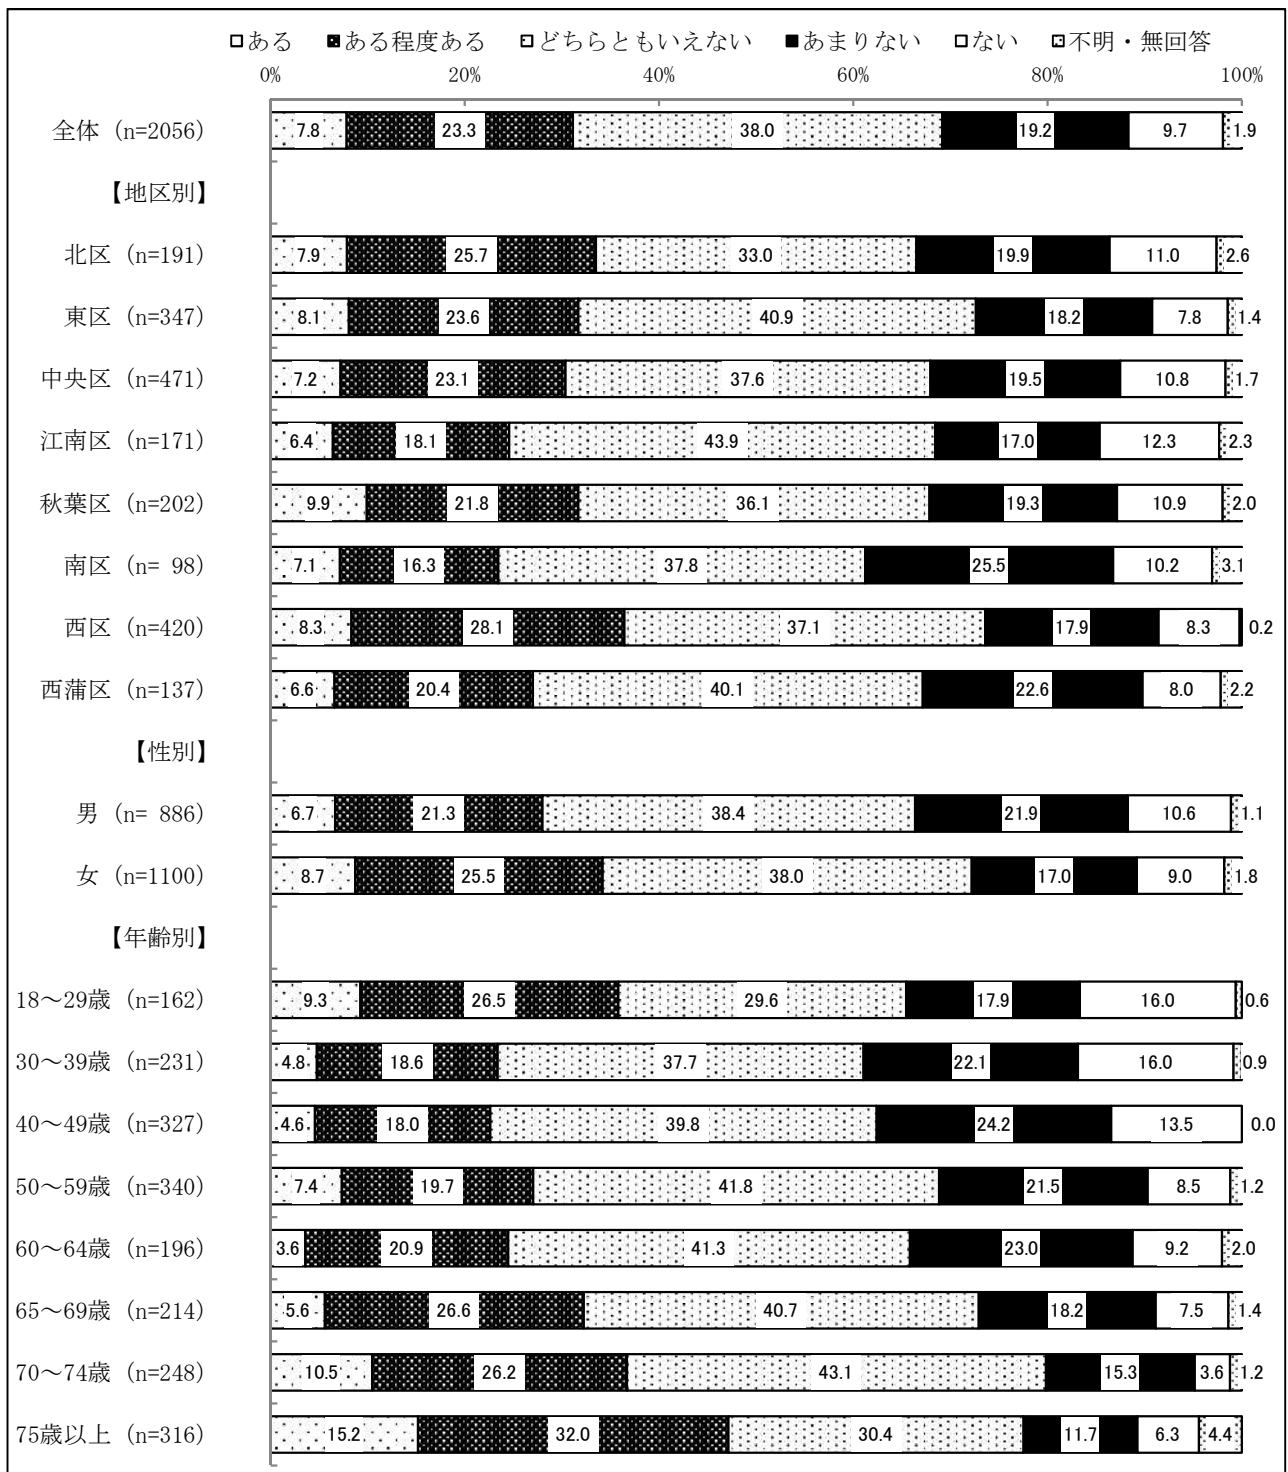 □ある ■ある程度ある □どちらともいえない ■あまりない □ない □不明・無回答
0% 20% 40% 60% 80% 100%
全体 (n=2056) 7.8 23.3 38.0 19.2 9.7 1.9
【地区別】
北区 (n=191) 7.9 25.7 33.0 19.9 11.0 2.6
東区 (n=347) 8.1 23.6 40.9 18.2 7.8 1.4
中央区 (n=471) 7.2 23.1 37.6 19.5 10.8 1.7
江南区 (n=171) 6.4 18.1 43.9 17.0 12.3 2.3
秋葉区 (n=202) 9.9 21.8 36.1 19.3 10.9 2.0
南区 (n= 98) 7.1 16.3 37.8 25.5 10.2 3.1
西区 (n=420) 8.3 28.1 37.1 17.9 8.3 0.2
西蒲区 (n=137) 6.6 20.4 40.1 22.6 8.0 2.2
【性別】
男 (n= 886) 6.7 21.3 38.4 21.9 10.6 1.1
女 (n=1100) 8.7 25.5 38.0 17.0 9.0 1.8
【年齢別】
18～29歳 (n=162) 9.3 26.5 29.6 17.9 16.0 0.6
30～39歳 (n=231) 4.8 18.6 37.7 22.1 16.0 0.9
40～49歳 (n=327) 4.6 18.0 39.8 24.2 13.5 0.0
50～59歳 (n=340) 7.4 19.7 41.8 21.5 8.5 1.2
60～64歳 (n=196) 3.6 20.9 41.3 23.0 9.2 2.0
65～69歳 (n=214) 5.6 26.6 40.7 18.2 7.5 1.4
70～74歳 (n=248) 10.5 26.2 43.1 15.3 3.6 1.2
75歳以上 (n=316) 15.2 32.0 30.4 11.7 6.3 4.4